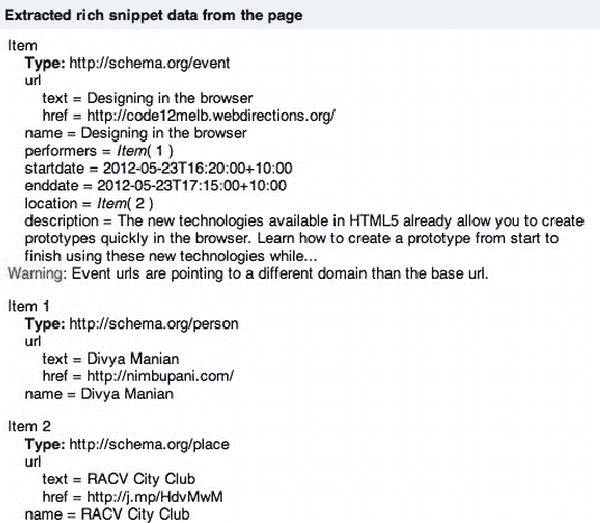 Extracted rich snippet data from the page
Item
Type: http://schema.org/event
url
text = Designing in the browser
href = http://code12melb.webdirections.org/
name = Designing in the browser
performers = Item( 1 )
startdate = 2012-05-23T16:20:00+10:00
enddate = 2012-05-23T17:15:00+10:00
location = Item( 2 )
description = The new technologies available in HTML5 already allow you to create
prototypes quickly in the browser. Learn how to create a prototype from start to
finish using these new technologies while...
Warning: Event urls are pointing to a different domain than the base url.
Item 1
Type: http://schema.org/person
url
text = Divya Manian
href = http://nimbupani.com/
name = Divya Manian
Item 2
Type: http://schema.org/place
url
text = RACV City Club
href = http://j.mp/HdvMwM
name = RACV City Club